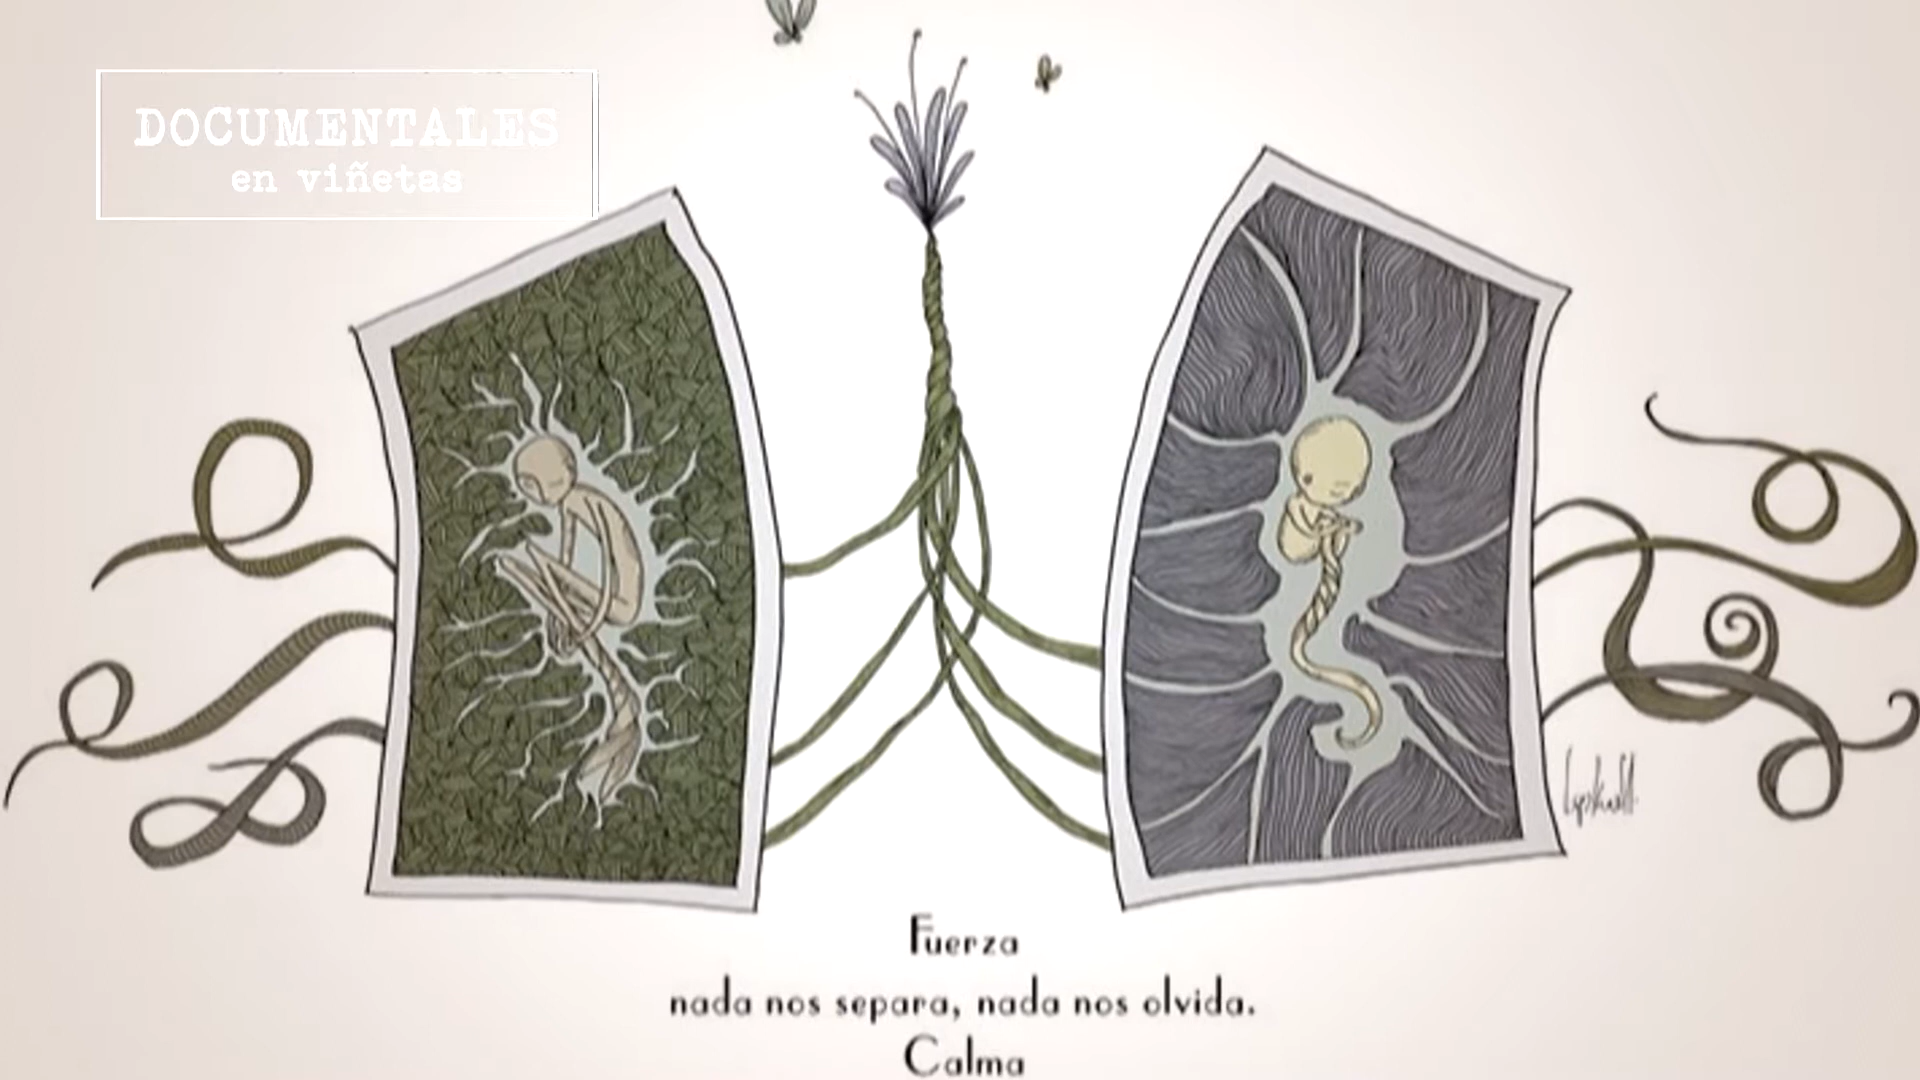 DOCUMENTALES
en viñetas
Fuerza
nada nos separa, nada nos olvida.
Calma